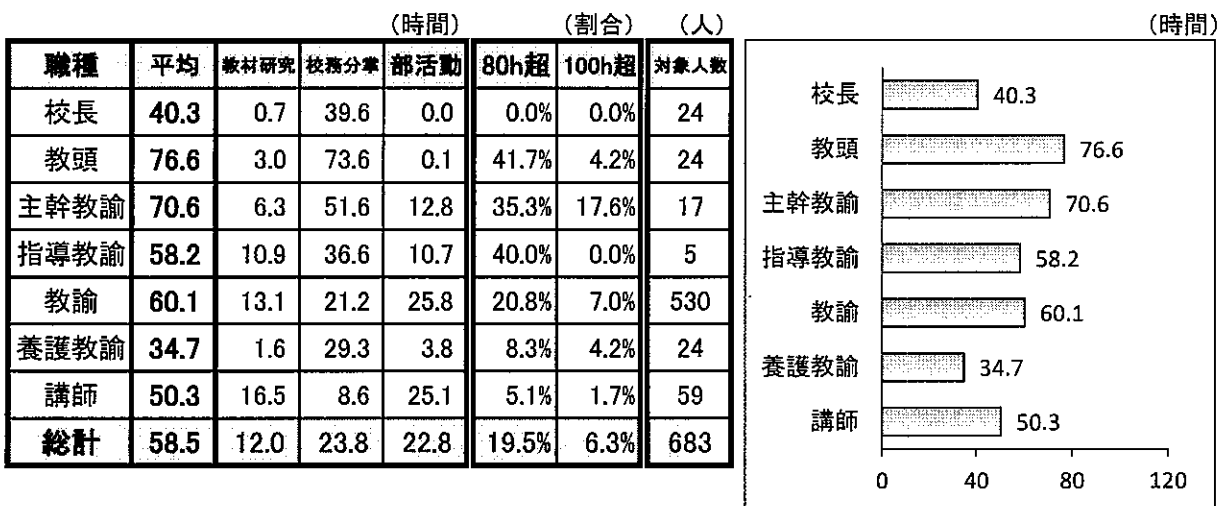 (時間) (割合) (人)
職種 平均 教材研究 校務分掌 部活動 80h超 100h超 対象人数
校長 40.3 0.7 39.6 0.0 0.0% 0.0% 24
教頭 76.6 3.0 73.6 0.1 41.7% 4.2% 24
主幹教諭 70.6 6.3 51.6 12.8 35.3% 17.6% 17
指導教諭 58.2 10.9 36.6 10.7 40.0% 0.0% 5
教諭 60.1 13.1 21.2 25.8 20.8% 7.0% 530
養護教諭 34.7 1.6 29.3 3.8 8.3% 4.2% 24
講師 50.3 16.5 8.6 25.1 5.1% 1.7% 59
総計 58.5 12.0 23.8 22.8 19.5% 6.3% 683
(時間)
校長 40.3
教頭 76.6
主幹教諭 70.6
指導教諭 58.2
教諭 60.1
養護教諭 34.7
講師 50.3
0 40 80 120